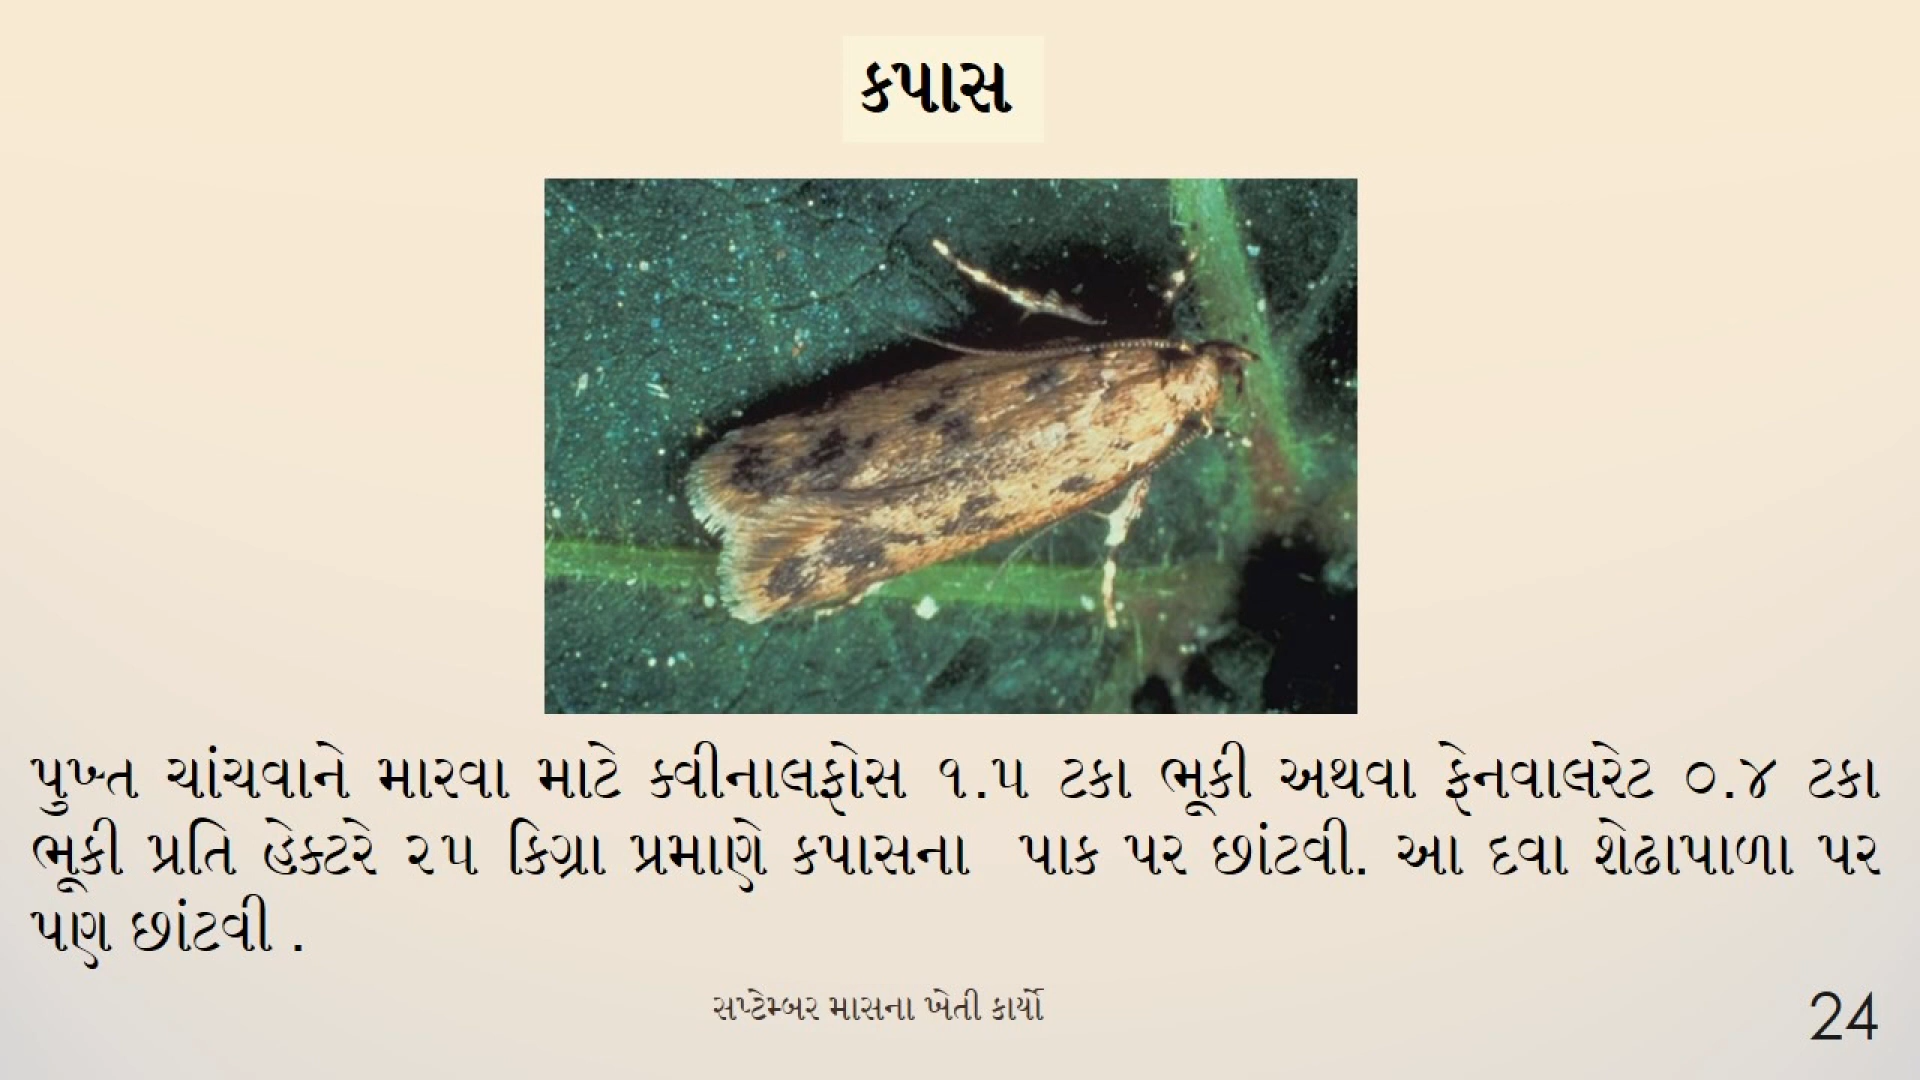 કપાસ
પુખ્ત ચાંચવાને મારવા માટે ક્વીનાલફોસ ૧.૫ ટકા ભૂકી અથવા ફેનવાલરેટ ૦.૪ ટકા
ભૂકી પ્રતિ હેક્ટરે ૨૫ કિગ્રા પ્રમાણે કપાસના પાક પર છાંટવી. આ દવા શેઢાપાળા પર
પણ છાંટવી .
સપ્ટેમ્બર માસના ખેતી કાર્યો
24